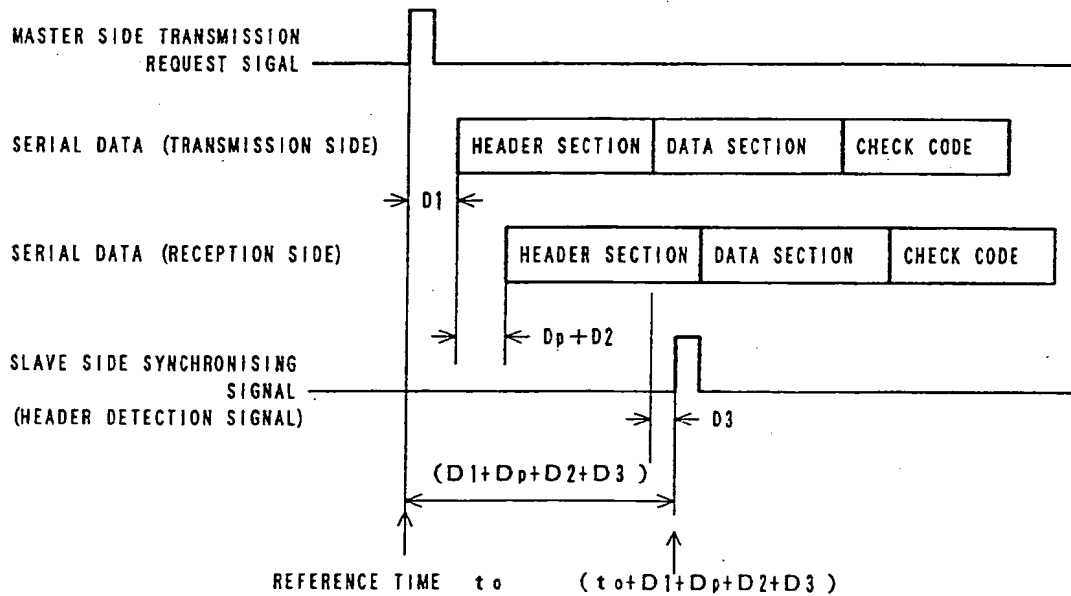 MASTER SIDE TRANSMISSION
REQUEST SIGAL
SERIAL DATA (TRANSMISSION SIDE)
HEADER SECTION
DATA SECTION
CHECK CODE
D1
SERIAL DATA (RECEPTION SIDE)
HEADER SECTION
DATA SECTION
CHECK CODE
Dp+D2
SLAVE SIDE SYNCHRONISING
SIGNAL
(HEADER DETECTION SIGNAL)
D3
(D1+Dp+D2+D3)
REFERENCE TIME to
(to+D1+Dp+D2+D3)